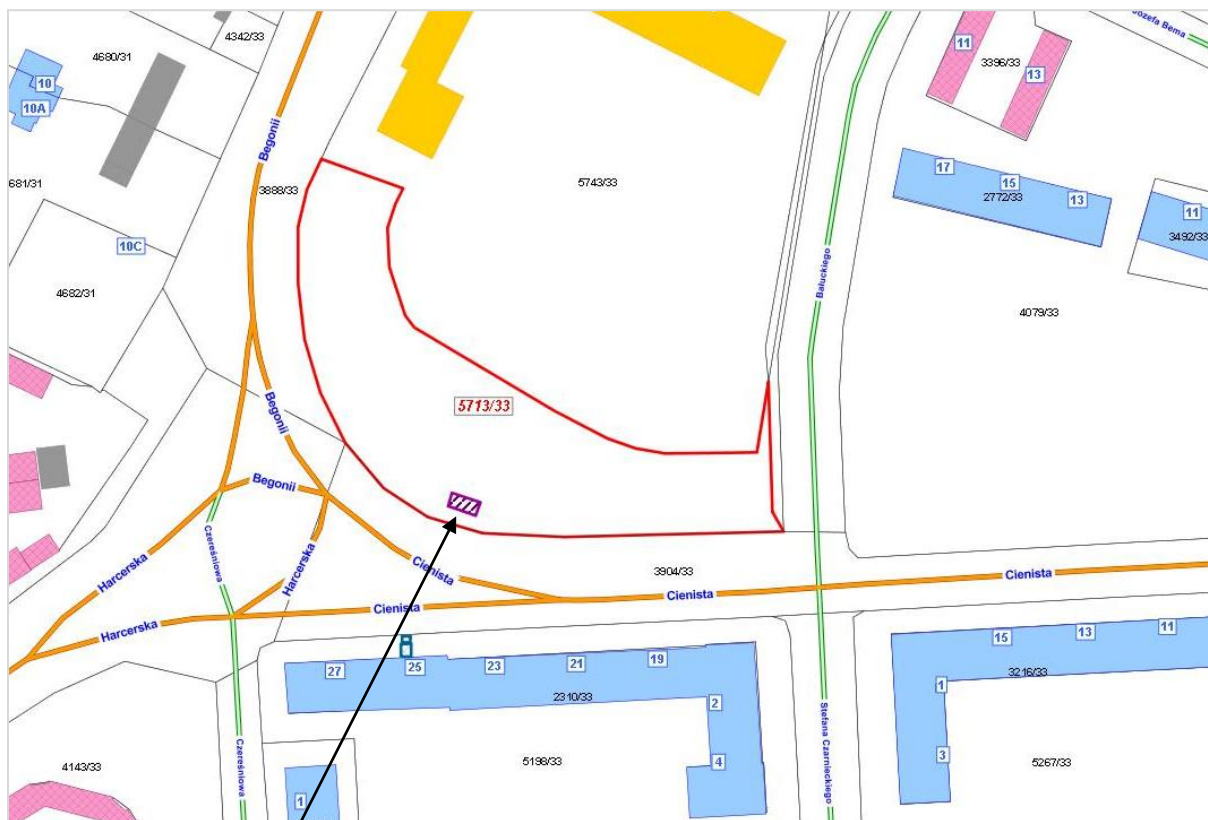 Józefa Bema
4342/33
11
4680/31
3396/33
13
10
10A
Begonii
17
681/31
3888/33
5743/33
15
2772/33
13
11
3492/33
10C
Bałuckiego
4682/31
4079/33
Begonii
5713/33
Begonii
Czereśniowa
Harcerska
Harcerska
Cienista
3904/33
Cienista
Cienista
Cienista
Harcerska
15
13
11
27
25
23
21
19
3216/33
2310/33
2
1
Czereśniowa
Stefana Czarnieckiego
4143/33
5198/33
4
3
5267/33
1